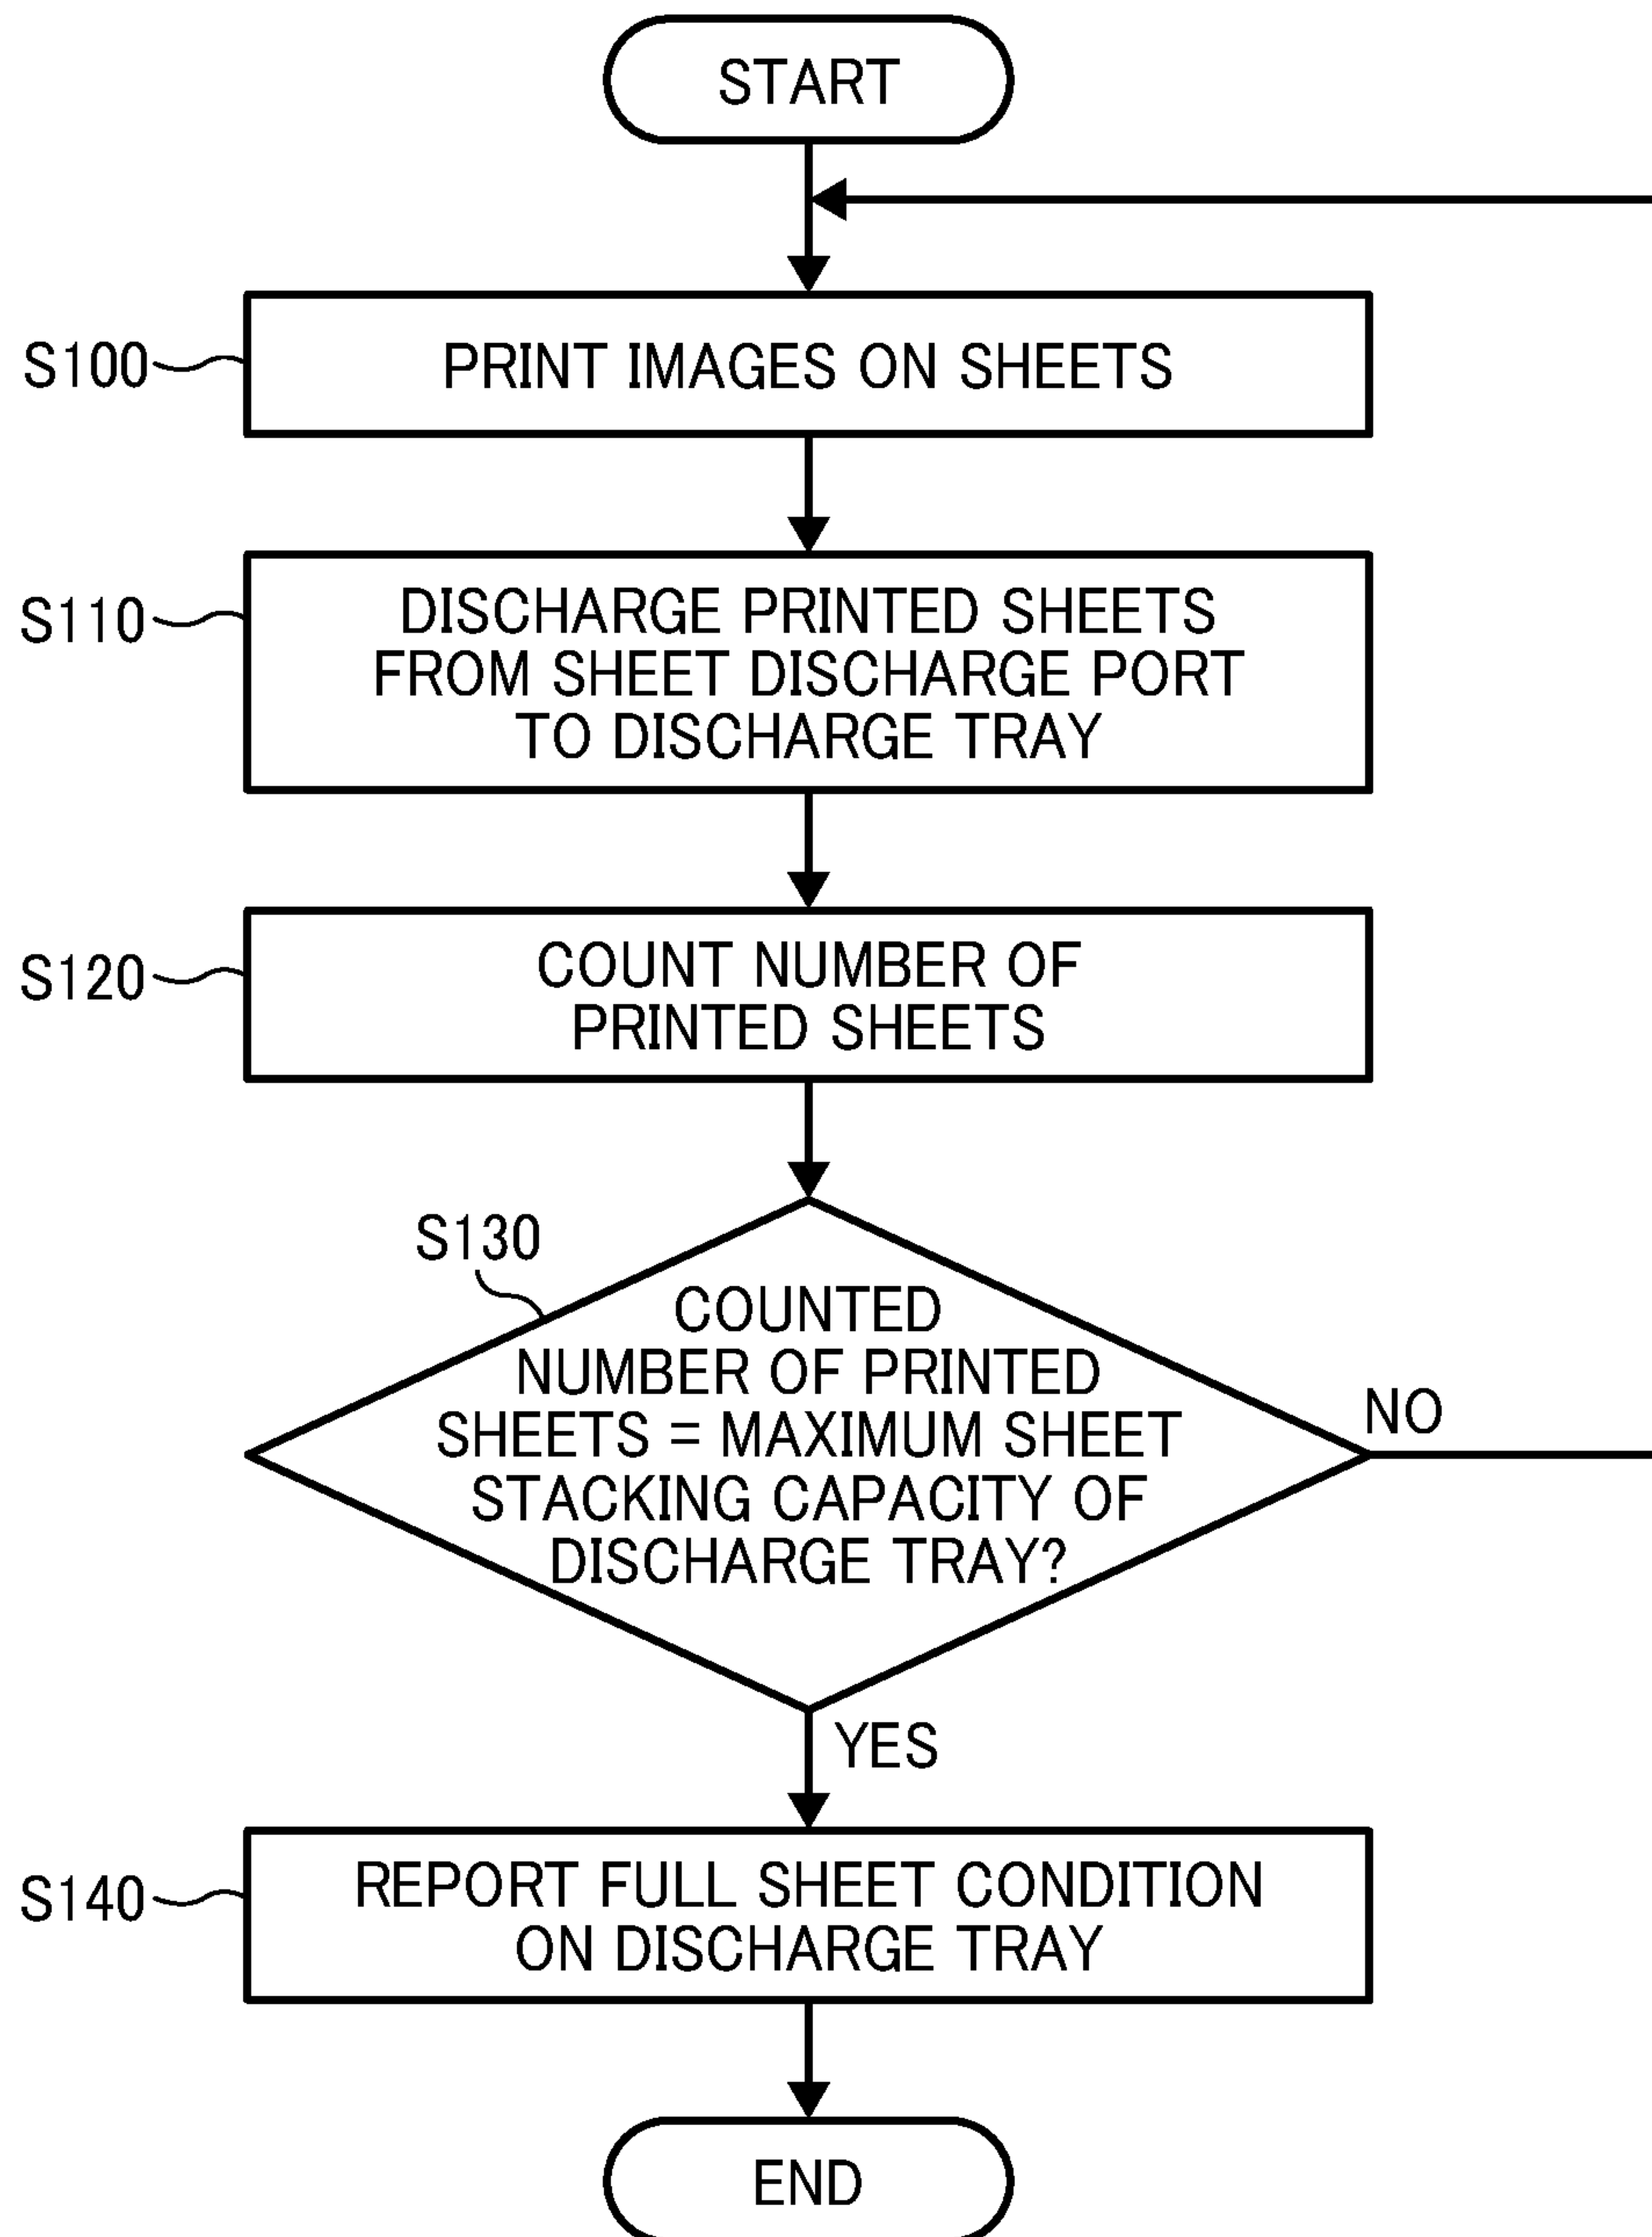 START
S100
PRINT IMAGES ON SHEETS
S110
DISCHARGE PRINTED SHEETS
FROM SHEET DISCHARGE PORT
TO DISCHARGE TRAY
S120
COUNT NUMBER OF
PRINTED SHEETS
S130
COUNTED
NUMBER OF PRINTED
SHEETS = MAXIMUM SHEET
STACKING CAPACITY OF
DISCHARGE TRAY?
NO
YES
S140
REPORT FULL SHEET CONDITION
ON DISCHARGE TRAY
END